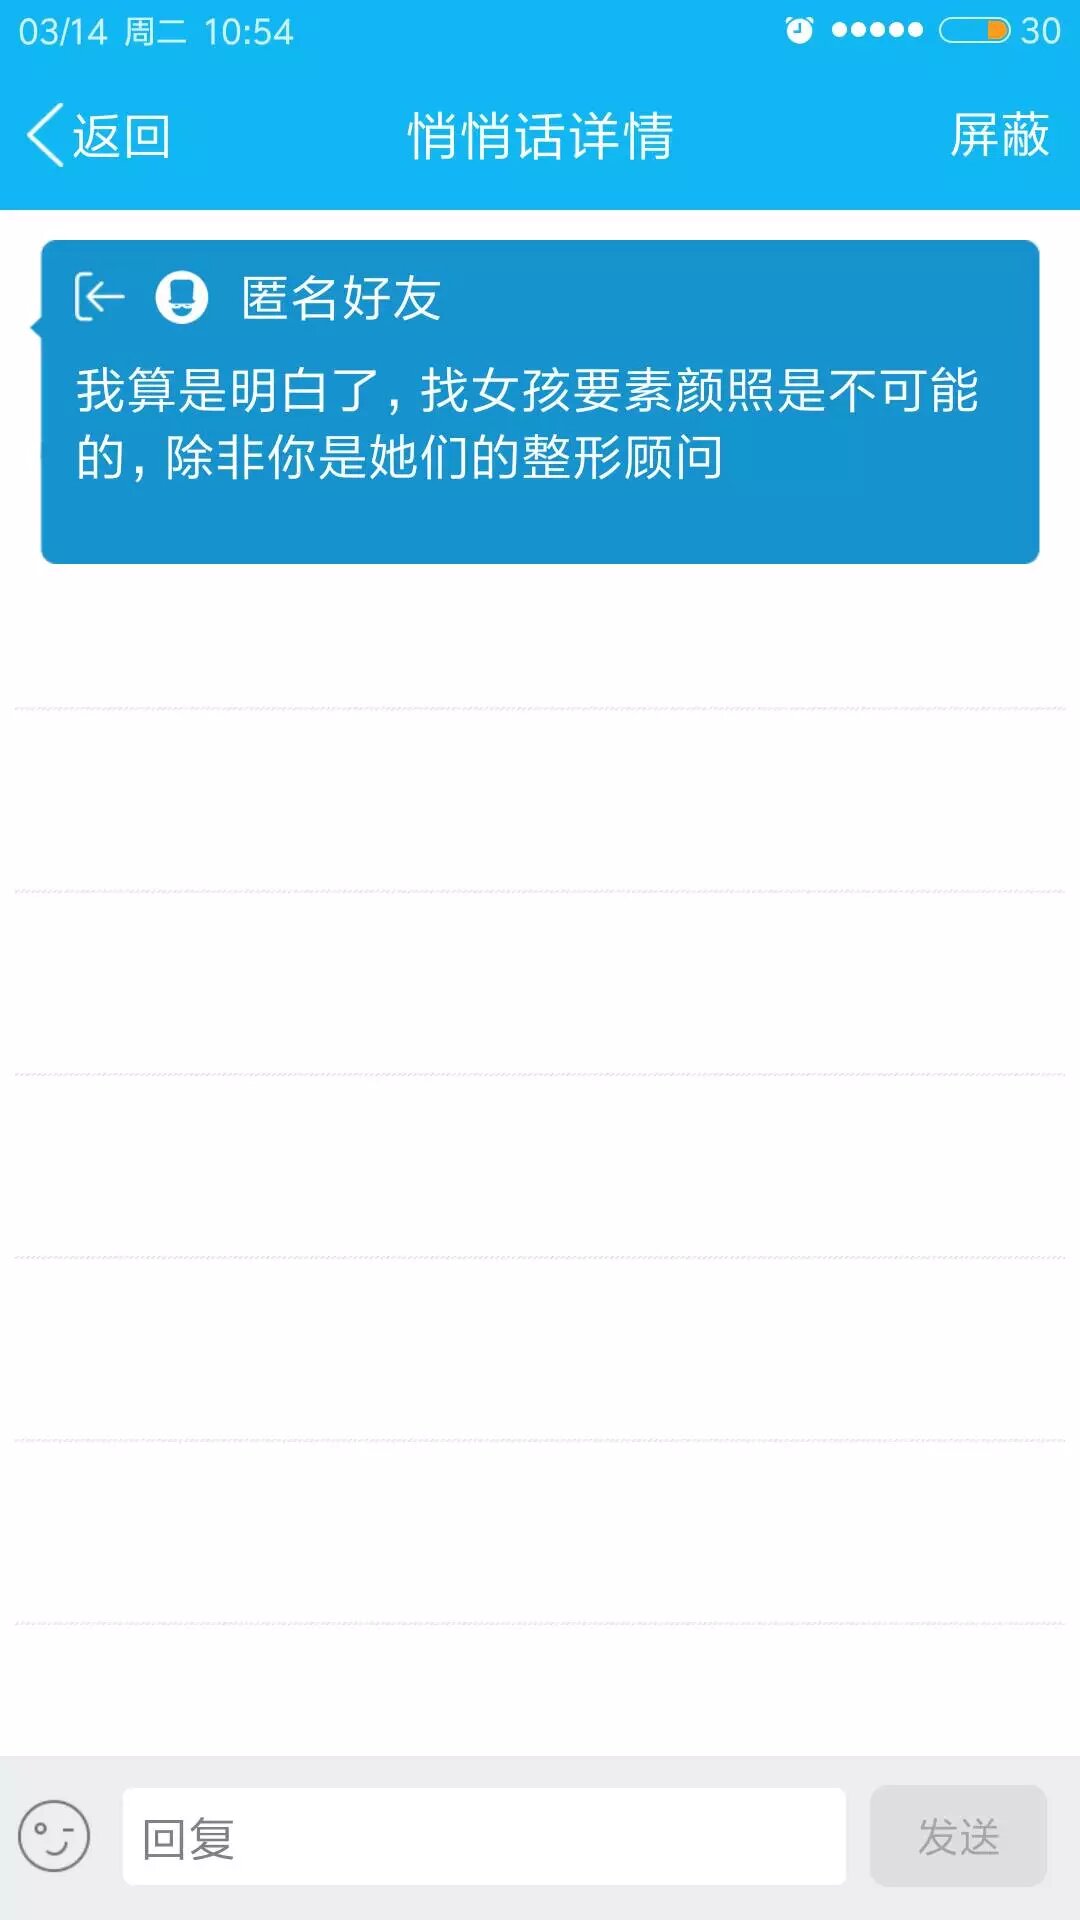 03/14 周二 10:54 30
返回 悄悄话详情 屏蔽
匿名好友
我算是明白了，找女孩要素颜照是不可能
的，除非你是她们的整形顾问
回复 发送